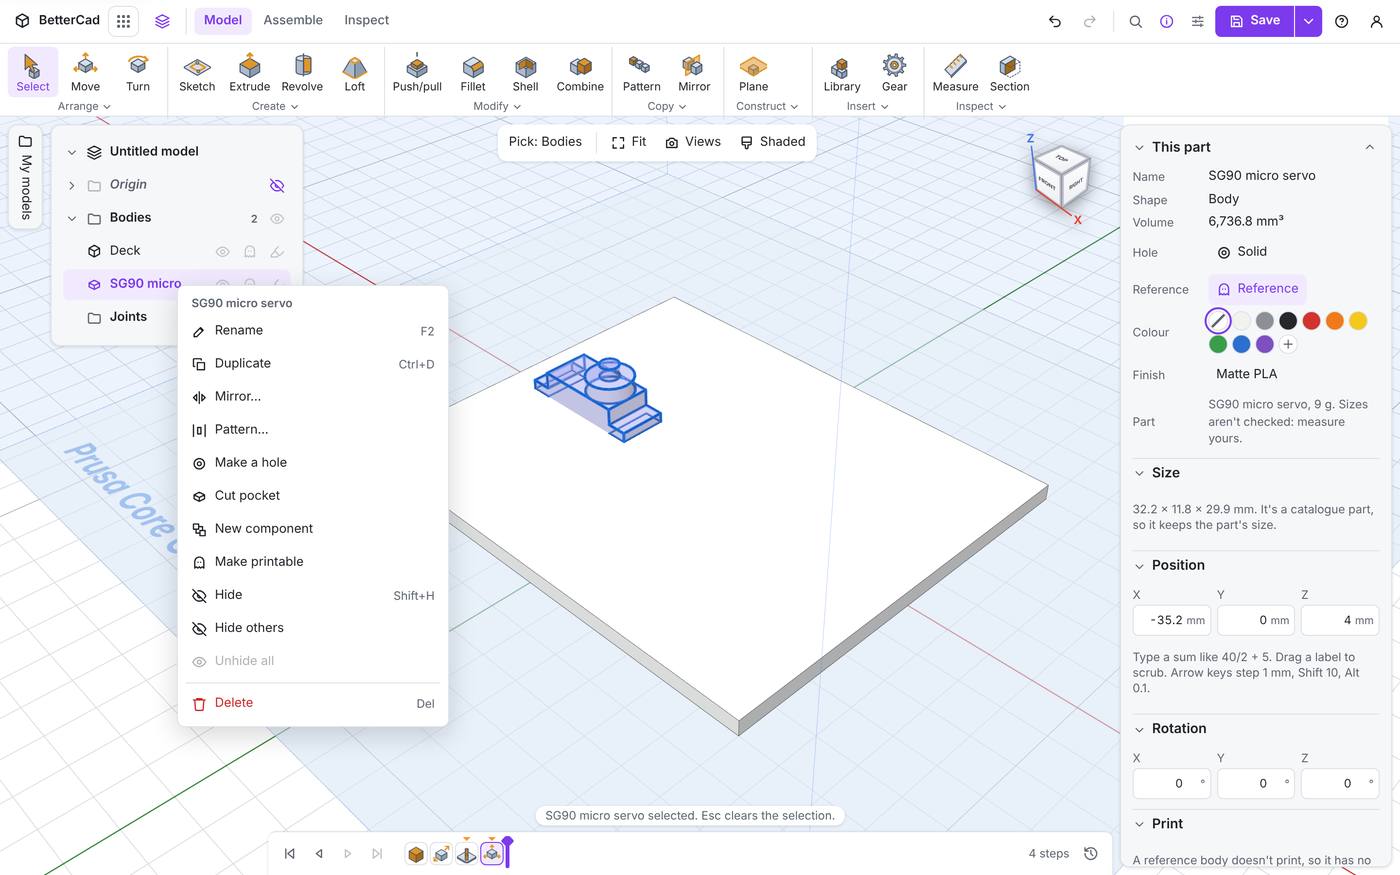 BetterCad
Model
Assemble
Inspect
Save
Select
Move
Turn
Sketch
Extrude
Revolve
Loft
Push/pull
Fillet
Shell
Combine
Pattern
Mirror
Plane
Library
Gear
Measure
Section
Arrange
Create
Modify
Copy
Construct
Insert
Inspect
My models
Untitled model
Origin
Bodies 2
Deck
SG90 micro
Joints
Pick: Bodies
Fit
Views
Shaded
Z
TOP
FRONT
RIGHT
X
Prusa Core
SG90 micro servo
Rename F2
Duplicate Ctrl+D
Mirror...
Pattern...
Make a hole
Cut pocket
New component
Make printable
Hide Shift+H
Hide others
Unhide all
Delete Del
This part
Name SG90 micro servo
Shape Body
Volume 6,736.8 mm³
Hole Solid
Reference Reference
Colour
Finish Matte PLA
Part SG90 micro servo, 9 g. Sizes
aren't checked: measure
yours.
Size
32.2 × 11.8 × 29.9 mm. It's a catalogue part,
so it keeps the part's size.
Position
X Y Z
-35.2 mm 0 mm 4 mm
Type a sum like 40/2 + 5. Drag a label to
scrub. Arrow keys step 1 mm, Shift 10, Alt
0.1.
Rotation
X Y Z
0 ° 0 ° 0 °
Print
A reference body doesn't print, so it has no
SG90 micro servo selected. Esc clears the selection.
4 steps